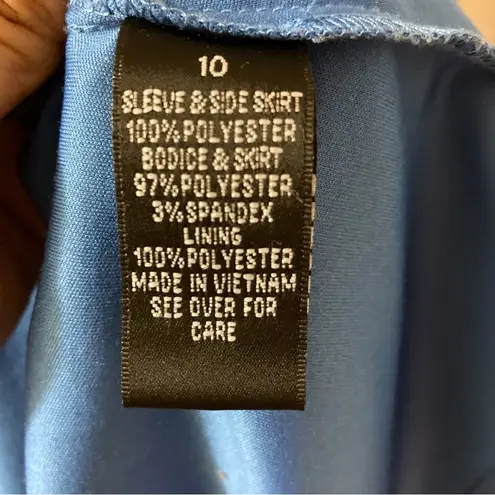 10
SLEEVE & SIDE SKIRT
100% POLYESTER
BODICE & SKIRT
97% POLYESTER
3% SPANDEX
LINING
100% POLYESTER
MADE IN VIETNAM
SEE OVER FOR
CARE